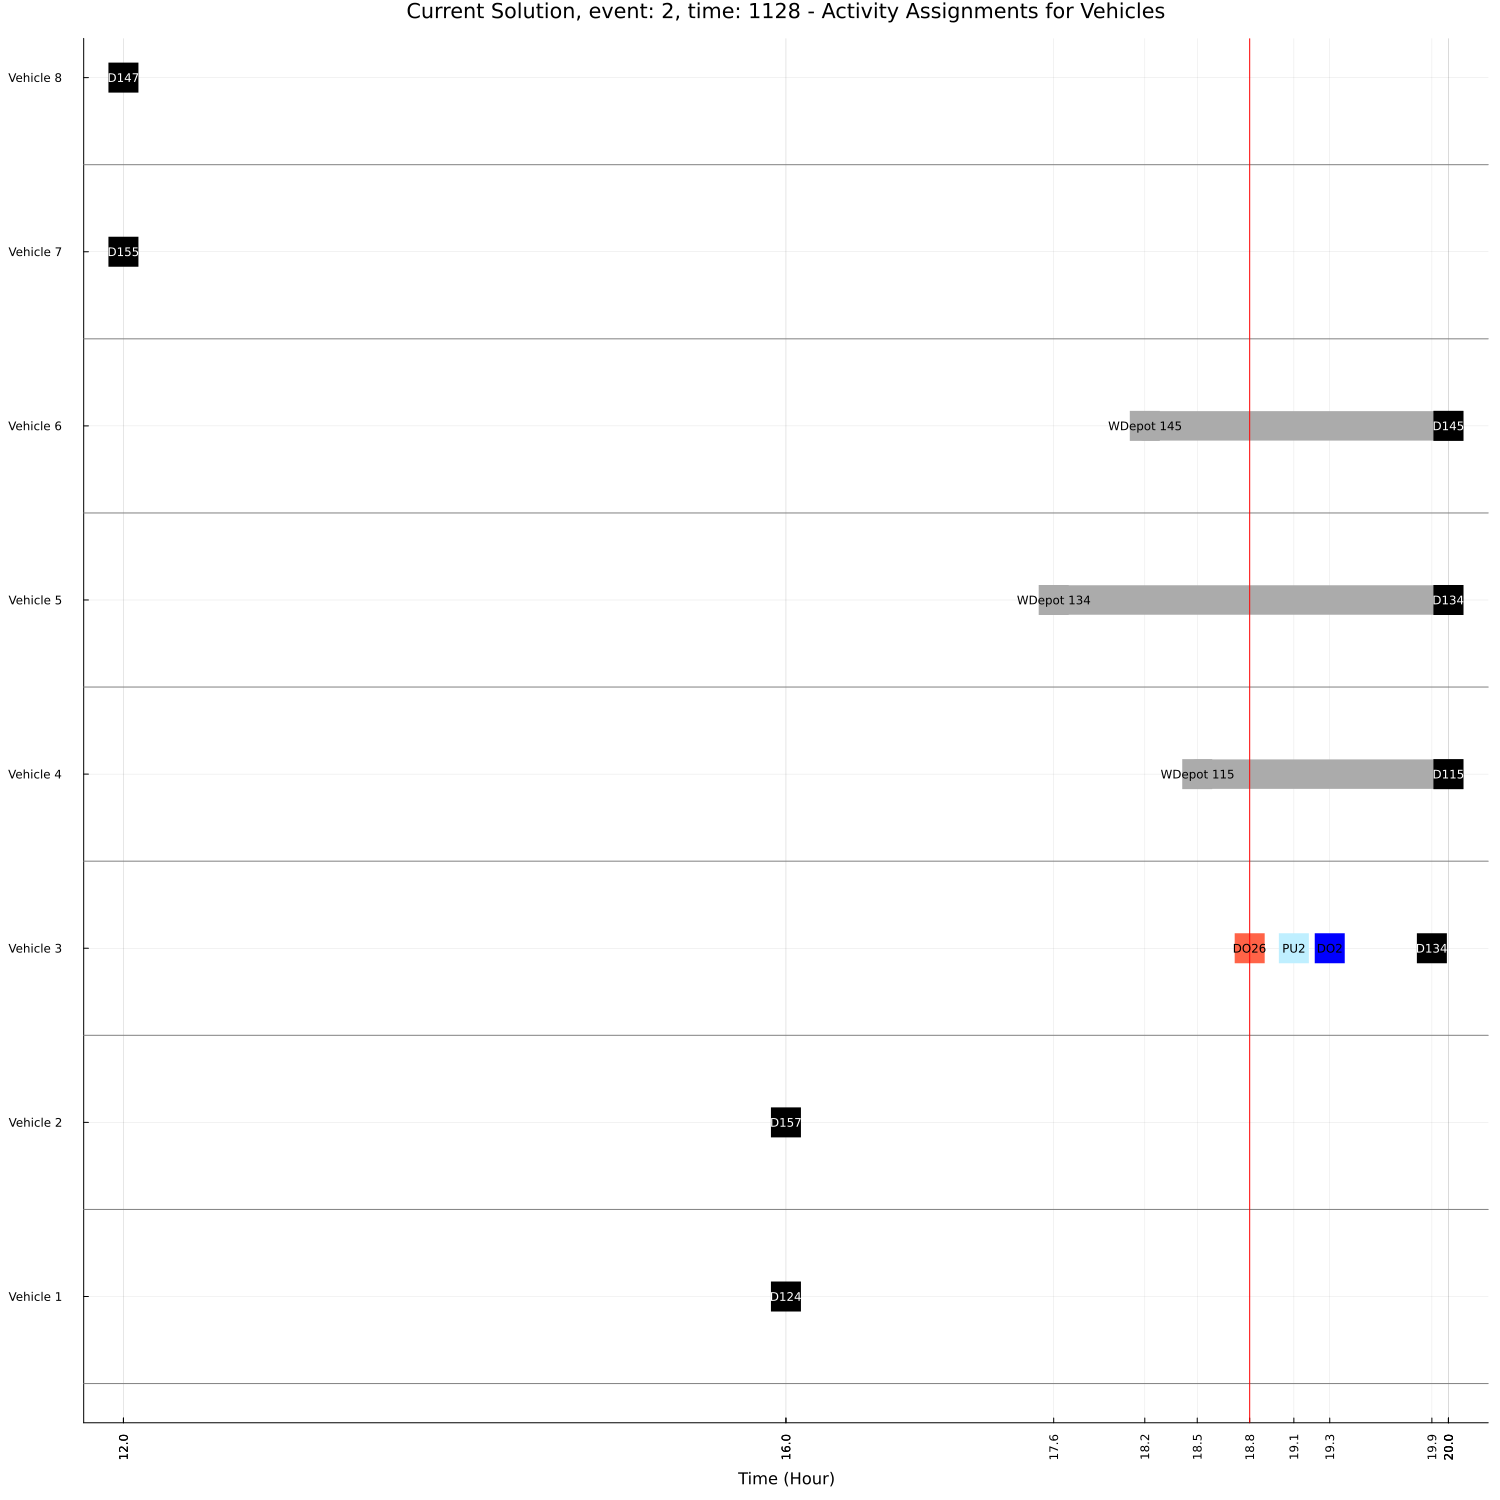 Current Solution, event: 2, time: 1128 - Activity Assignments for Vehicles
Vehicle 8
D147
Vehicle 7
D155
Vehicle 6
WDepot 145
D145
Vehicle 5
WDepot 134
D134
Vehicle 4
WDepot 115
D115
Vehicle 3
DO26
PU2
DO2
D134
Vehicle 2
D157
Vehicle 1
D124
12.0
16.0
17.6
18.2
18.5
18.8
19.1
19.3
19.9
20.0
Time (Hour)